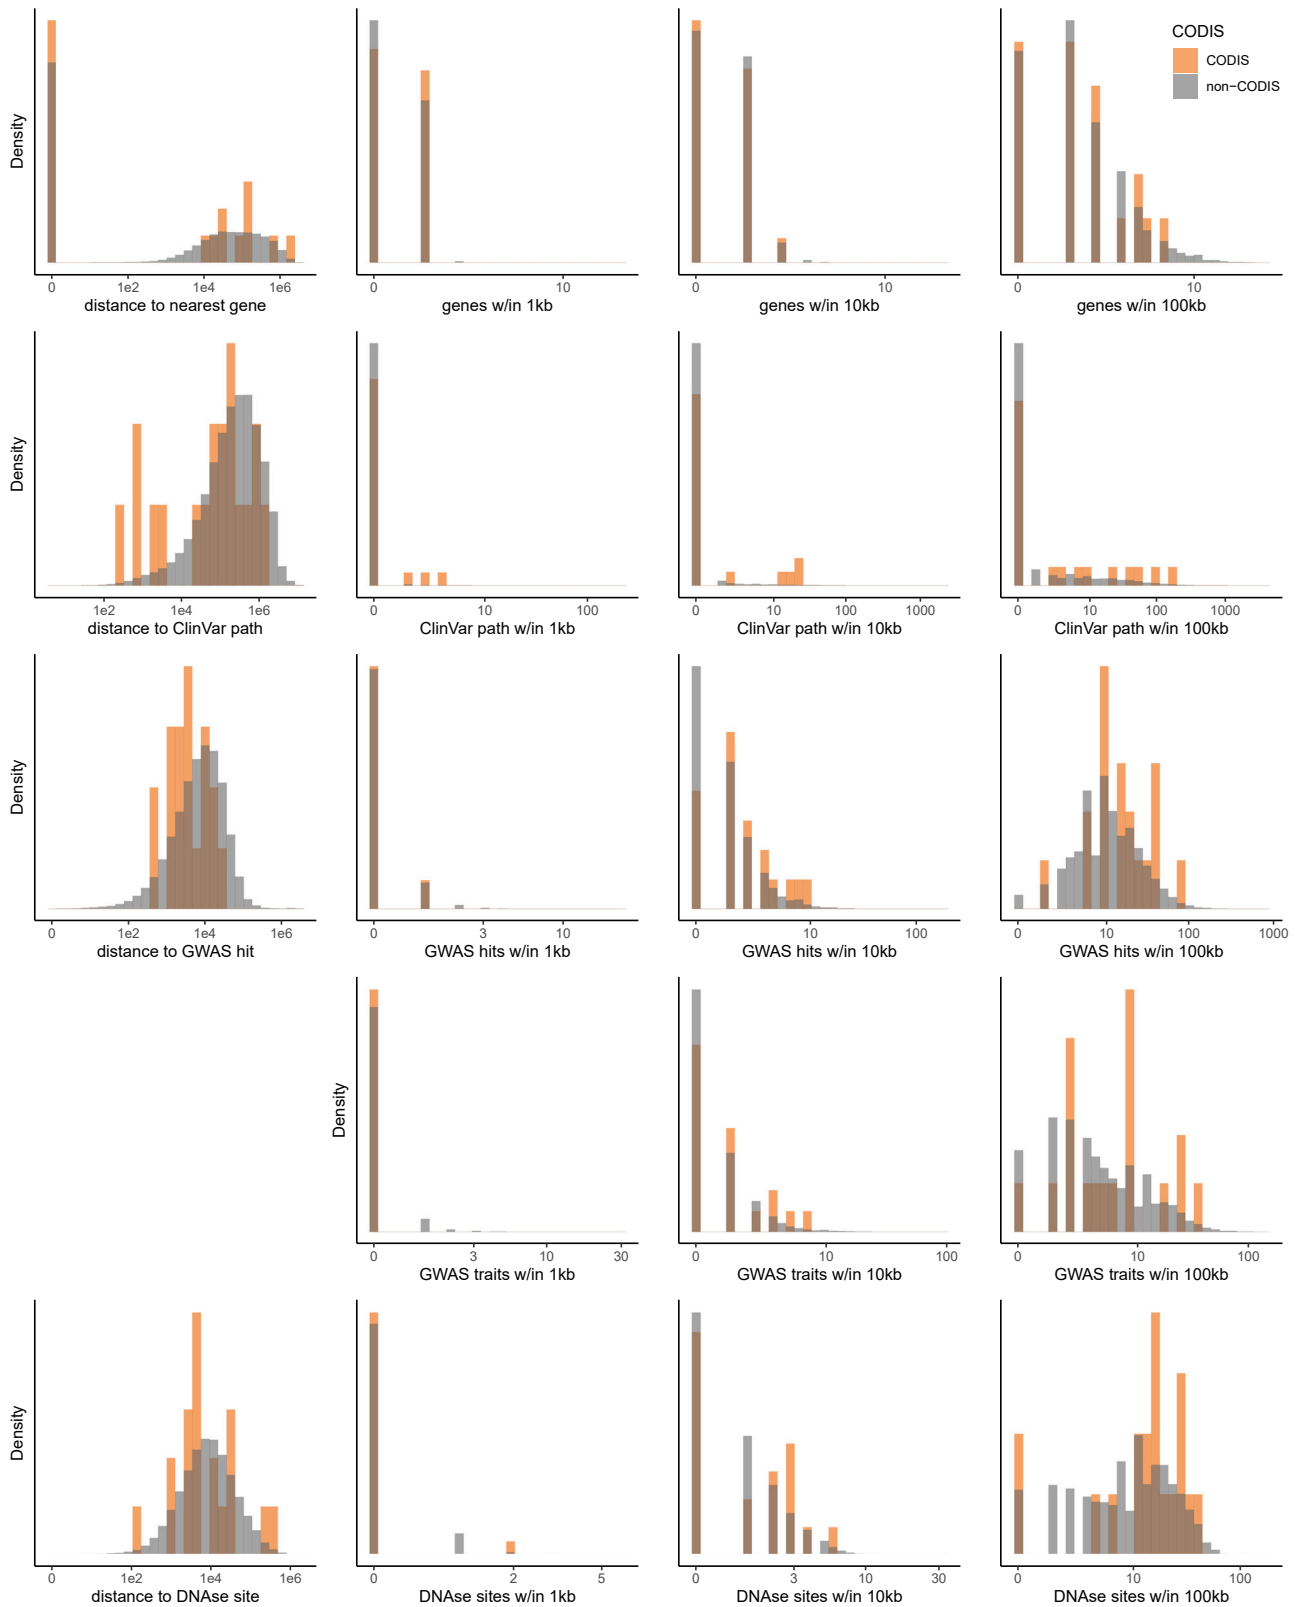 CODIS
CODIS
non−CODIS
Density
0 1e2 1e4 1e6
distance to nearest gene
0 10
genes w/in 1kb
0 10
genes w/in 10kb
0 10
genes w/in 100kb
Density
1e2 1e4 1e6
distance to ClinVar path
0 10 100
ClinVar path w/in 1kb
0 10 100 1000
ClinVar path w/in 10kb
0 10 100 1000
ClinVar path w/in 100kb
Density
0 1e2 1e4 1e6
distance to GWAS hit
0 3 10
GWAS hits w/in 1kb
0 10 100
GWAS hits w/in 10kb
0 10 100 1000
GWAS hits w/in 100kb
Density
0 3 10 30
GWAS traits w/in 1kb
0 10 100
GWAS traits w/in 10kb
0 10 100
GWAS traits w/in 100kb
Density
0 1e2 1e4 1e6
distance to DNAse site
0 2 5
DNAse sites w/in 1kb
0 3 10 30
DNAse sites w/in 10kb
0 10 100
DNAse sites w/in 100kb